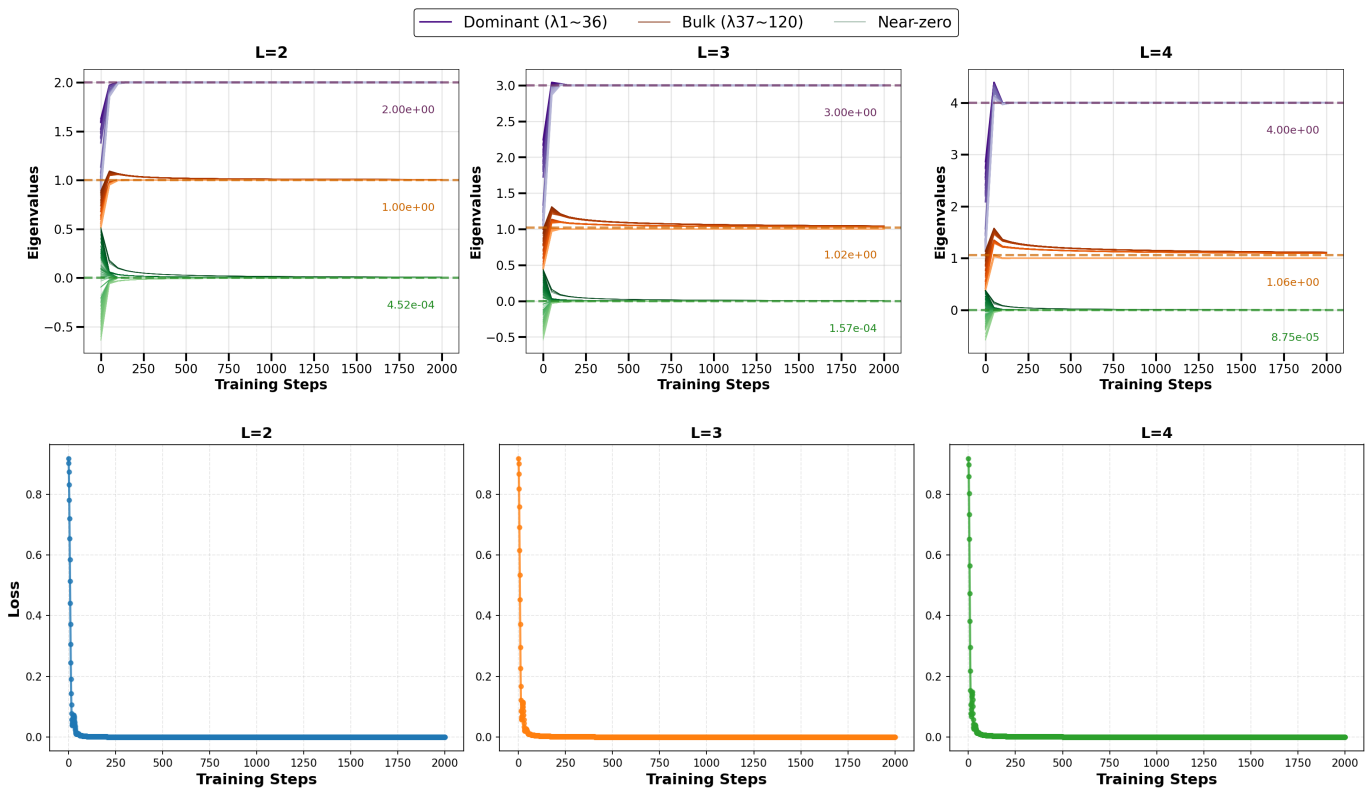 Dominant (λ1~36) Bulk (λ37~120) Near-zero
L=2 L=3 L=4
Eigenvalues
2.0
1.5
1.0
0.5
0.0
−0.5
2.00e+00
1.00e+00
4.52e-04
0 250 500 750 1000 1250 1500 1750 2000
Training Steps
Eigenvalues
3.0
2.5
2.0
1.5
1.0
0.5
0.0
−0.5
3.00e+00
1.02e+00
1.57e-04
0 250 500 750 1000 1250 1500 1750 2000
Training Steps
Eigenvalues
4
3
2
1
0
4.00e+00
1.06e+00
8.75e-05
0 250 500 750 1000 1250 1500 1750 2000
Training Steps
L=2
Loss
0.8
0.6
0.4
0.2
0.0
0 250 500 750 1000 1250 1500 1750 2000
Training Steps
L=3
0.8
0.6
0.4
0.2
0.0
0 250 500 750 1000 1250 1500 1750 2000
Training Steps
L=4
0.8
0.6
0.4
0.2
0.0
0 250 500 750 1000 1250 1500 1750 2000
Training Steps